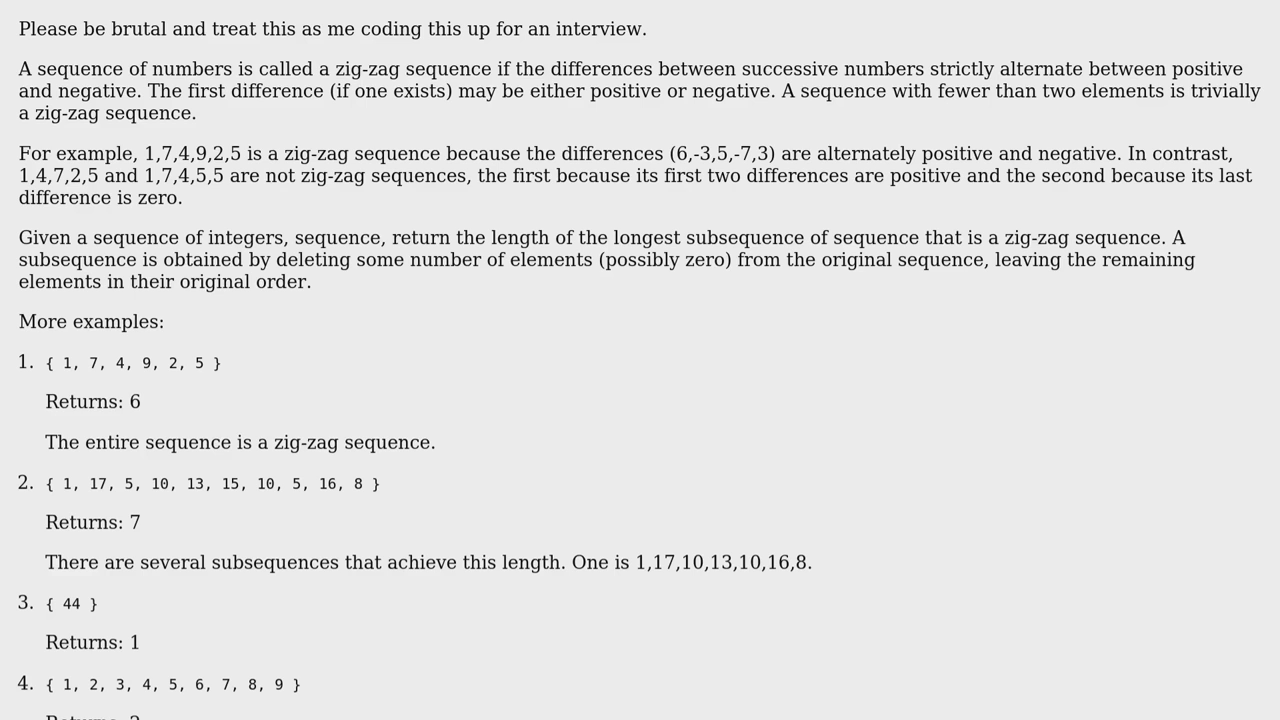 Please be brutal and treat this as me coding this up for an interview.
A sequence of numbers is called a zig-zag sequence if the differences between successive numbers strictly alternate between positive
and negative. The first difference (if one exists) may be either positive or negative. A sequence with fewer than two elements is trivially
a zig-zag sequence.
For example, 1,7,4,9,2,5 is a zig-zag sequence because the differences (6,-3,5,-7,3) are alternately positive and negative. In contrast,
1,4,7,2,5 and 1,7,4,5,5 are not zig-zag sequences, the first because its first two differences are positive and the second because its last
difference is zero.
Given a sequence of integers, sequence, return the length of the longest subsequence of sequence that is a zig-zag sequence. A
subsequence is obtained by deleting some number of elements (possibly zero) from the original sequence, leaving the remaining
elements in their original order.
More examples:
1. { 1, 7, 4, 9, 2, 5 }
Returns: 6
The entire sequence is a zig-zag sequence.
2. { 1, 17, 5, 10, 13, 15, 10, 5, 16, 8 }
Returns: 7
There are several subsequences that achieve this length. One is 1,17,10,13,10,16,8.
3. { 44 }
Returns: 1
4. { 1, 2, 3, 4, 5, 6, 7, 8, 9 }